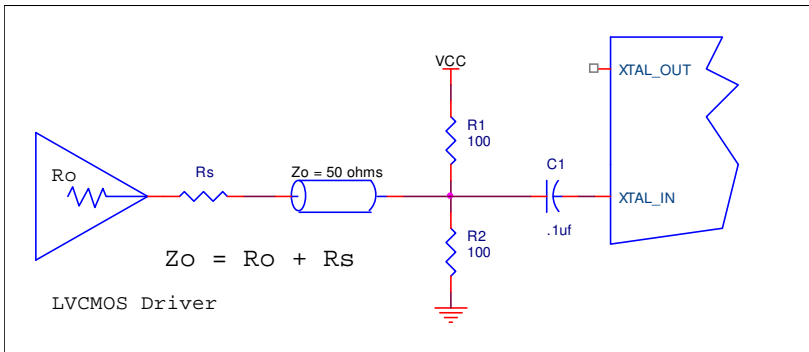 VCC
XTAL_OUT
R1
100
C1
Ro
Rs
Zo = 50 ohms
XTAL_IN
.1uf
R2
100
Zo = Ro + Rs
LVCMOS Driver